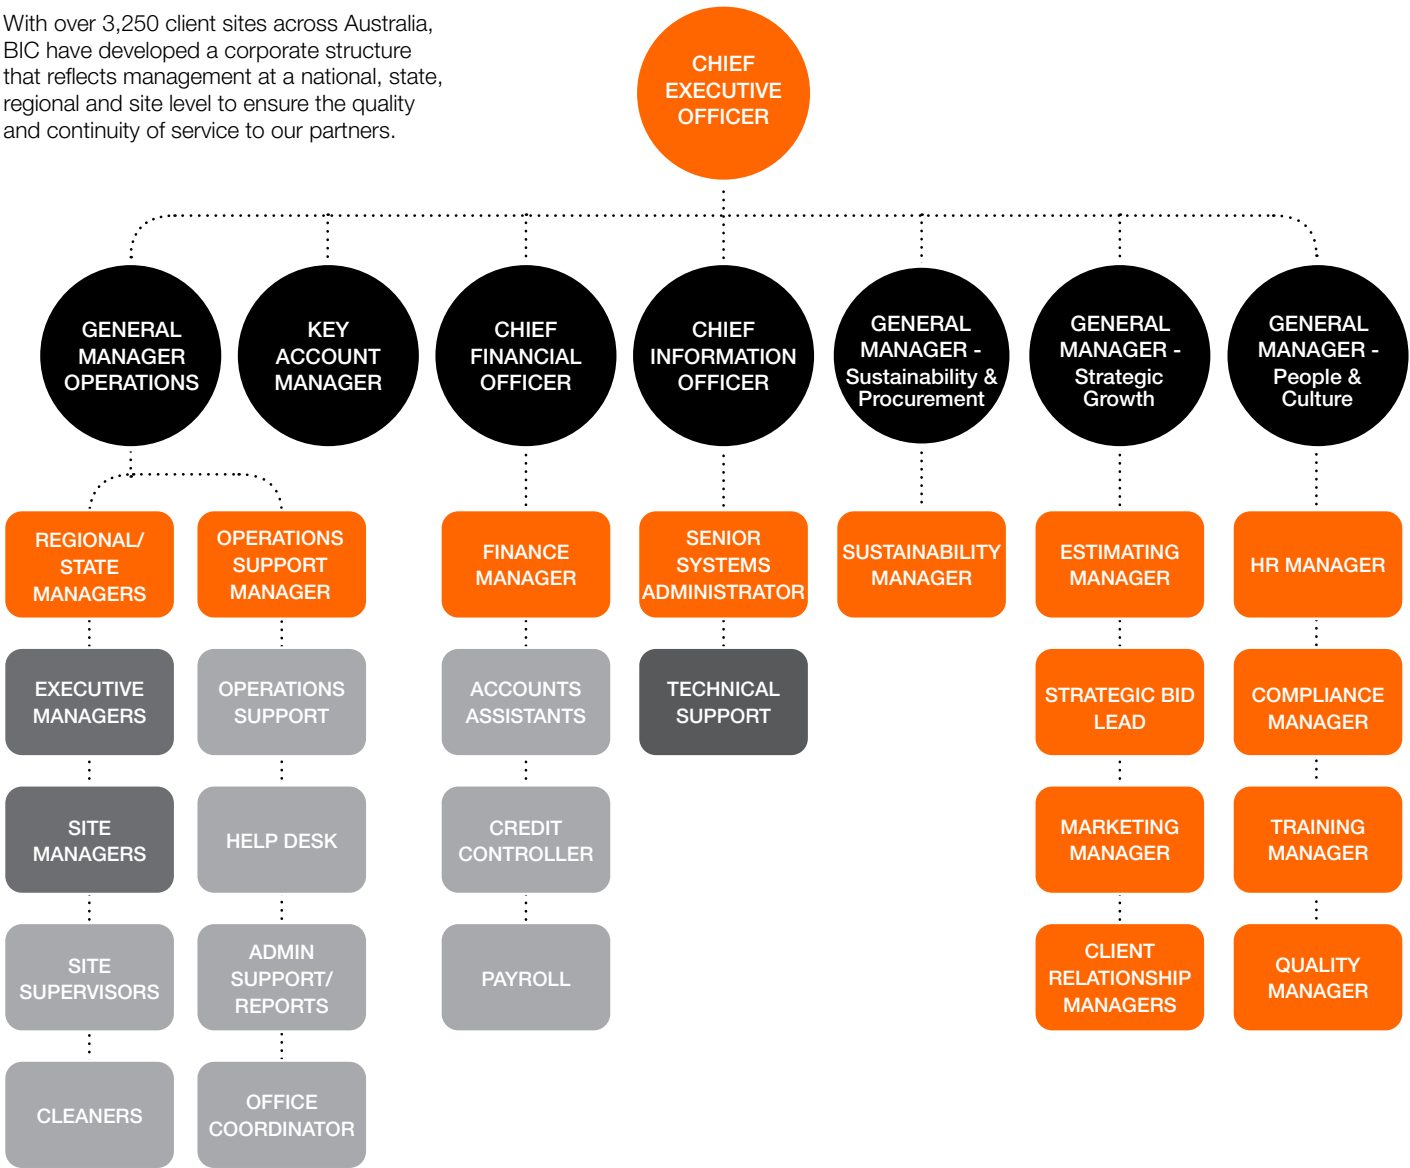 With over 3,250 client sites across Australia,
BIC have developed a corporate structure
that reflects management at a national, state,
regional and site level to ensure the quality
and continuity of service to our partners.
CHIEF
EXECUTIVE
OFFICER
GENERAL
MANAGER
OPERATIONS
KEY
ACCOUNT
MANAGER
CHIEF
FINANCIAL
OFFICER
CHIEF
INFORMATION
OFFICER
GENERAL
MANAGER -
Sustainability &
Procurement
GENERAL
MANAGER -
Strategic
Growth
GENERAL
MANAGER -
People &
Culture
REGIONAL/
STATE
MANAGERS
OPERATIONS
SUPPORT
MANAGER
FINANCE
MANAGER
SENIOR
SYSTEMS
ADMINISTRATOR
SUSTAINABILITY
MANAGER
ESTIMATING
MANAGER
HR MANAGER
EXECUTIVE
MANAGERS
OPERATIONS
SUPPORT
ACCOUNTS
ASSISTANTS
TECHNICAL
SUPPORT
STRATEGIC BID
LEAD
COMPLIANCE
MANAGER
SITE
MANAGERS
HELP DESK
CREDIT
CONTROLLER
MARKETING
MANAGER
TRAINING
MANAGER
SITE
SUPERVISORS
ADMIN
SUPPORT/
REPORTS
PAYROLL
CLIENT
RELATIONSHIP
MANAGERS
QUALITY
MANAGER
CLEANERS
OFFICE
COORDINATOR